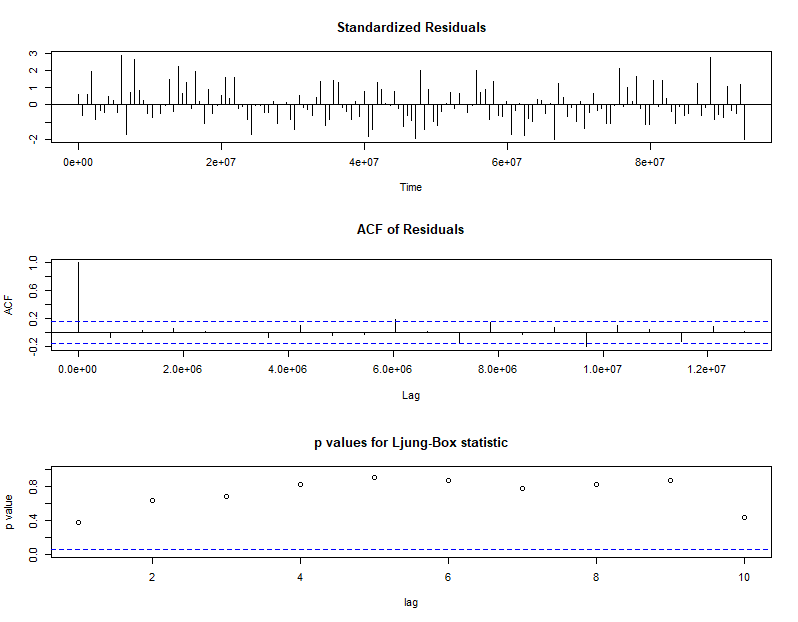 Standardized Residuals
3
2
1
0
-2
0e+00 2e+07 4e+07 6e+07 8e+07
Time
ACF of Residuals
ACF
1.0
0.6
0.2
-0.2
0.0e+00 2.0e+06 4.0e+06 6.0e+06 8.0e+06 1.0e+07 1.2e+07
Lag
p values for Ljung-Box statistic
p value
0.8
0.4
0.0
2 4 6 8 10
lag